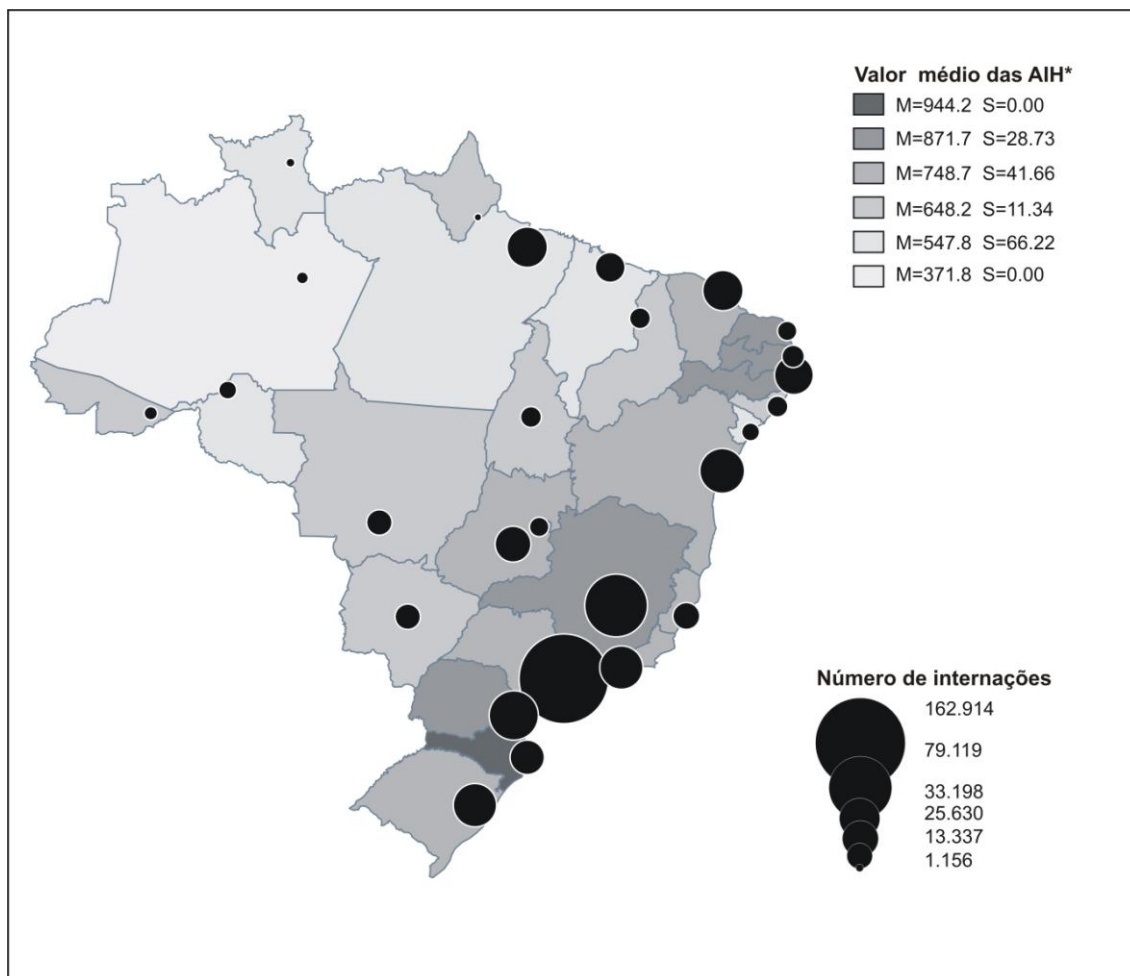 Valor médio das AIH*
M=944.2 S=0.00
M=871.7 S=28.73
M=748.7 S=41.66
M=648.2 S=11.34
M=547.8 S=66.22
M=371.8 S=0.00
Número de internações
162.914
79.119
33.198
25.630
13.337
1.156